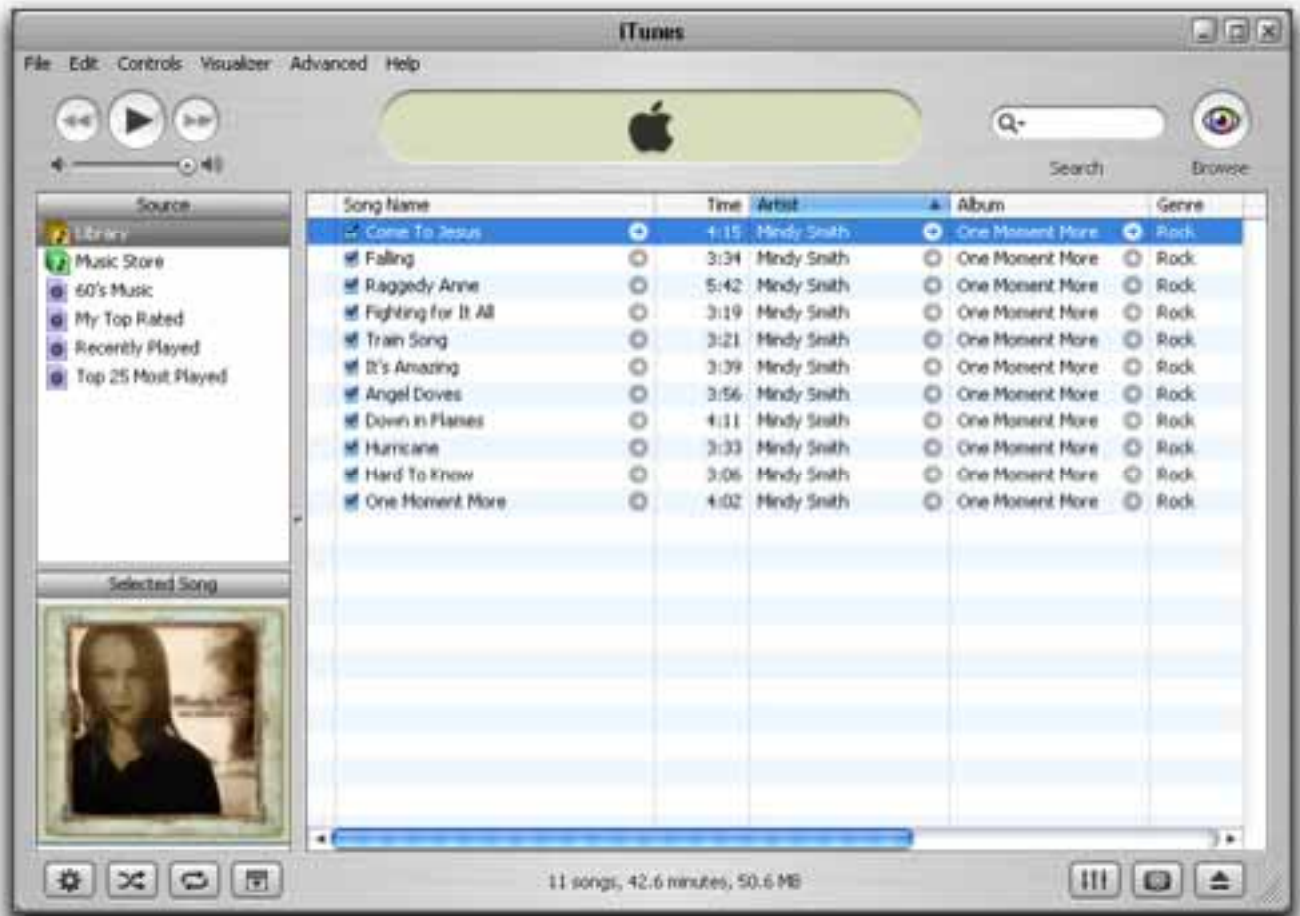 iTunes
File Edit Controls Visualizer Advanced Help
Search Browse
Source
Library
Music Store
60's Music
My Top Rated
Recently Played
Top 25 Most Played
Song Name Time Artist Album Genre
Come To Jesus 4:15 Mindy Smith One Moment More Rock
Falling 3:34 Mindy Smith One Moment More Rock
Raggedy Anne 5:42 Mindy Smith One Moment More Rock
Fighting for It All 3:19 Mindy Smith One Moment More Rock
Train Song 3:21 Mindy Smith One Moment More Rock
It's Amazing 3:39 Mindy Smith One Moment More Rock
Angel Doves 3:56 Mindy Smith One Moment More Rock
Down in Flames 4:11 Mindy Smith One Moment More Rock
Hurricane 3:33 Mindy Smith One Moment More Rock
Hard To Know 3:06 Mindy Smith One Moment More Rock
One Moment More 4:02 Mindy Smith One Moment More Rock
Selected Song
11 songs, 42.6 minutes, 50.6 MB